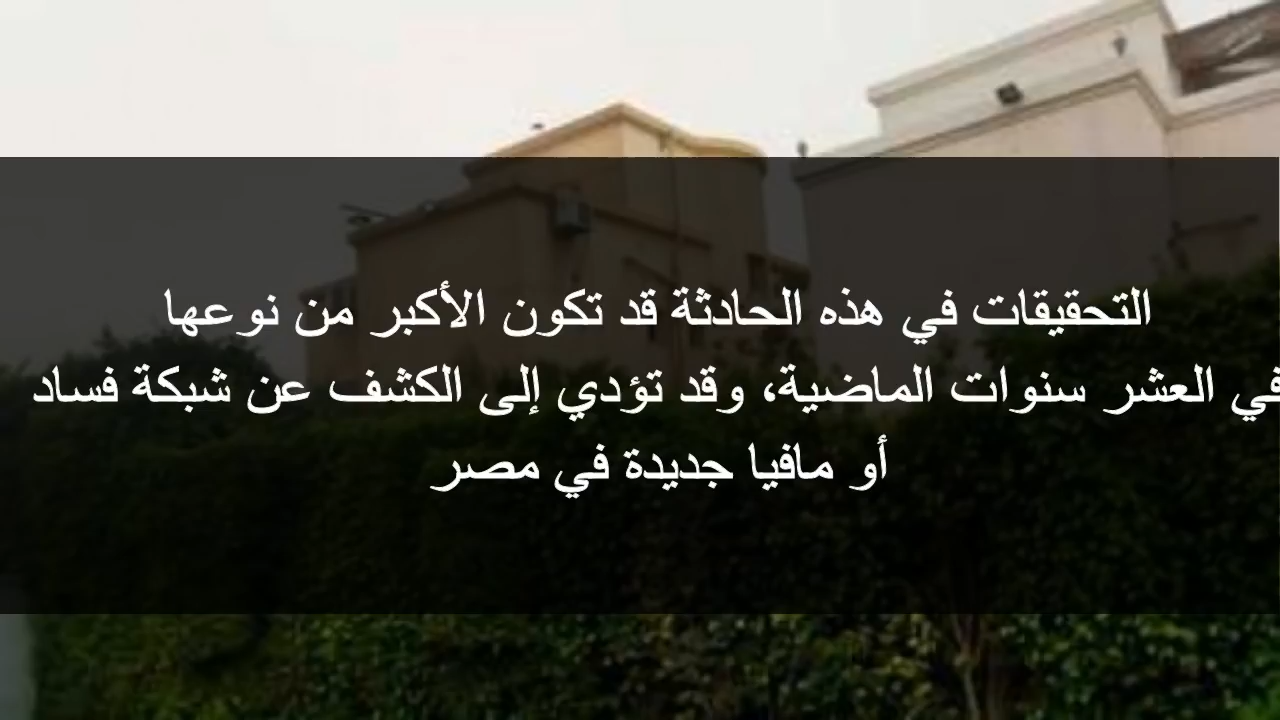 التحقيقات في هذه الحادثة قد تكون الأكبر من نوعها
في العشر سنوات الماضية، وقد تؤدي إلى الكشف عن شبكة فساد
أو مافيا جديدة في مصر